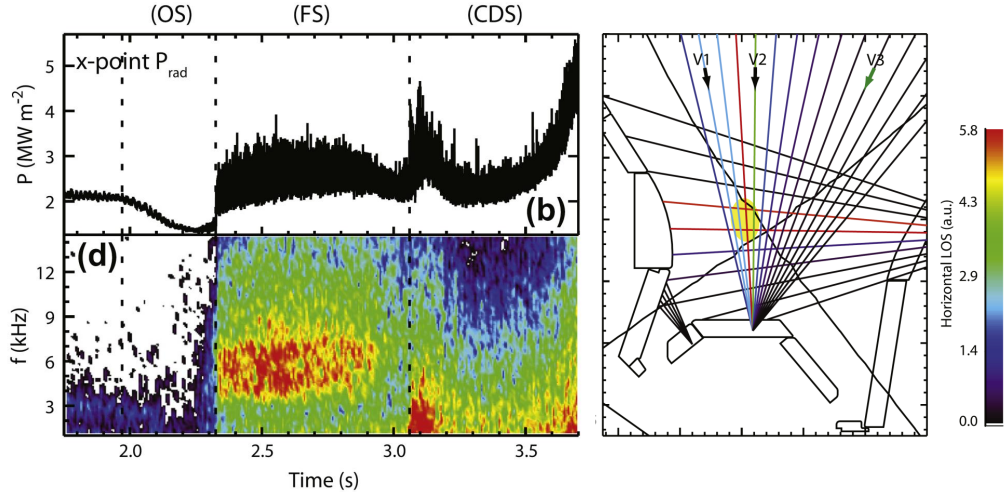 (OS) (FS) (CDS)
x-point Prad
P (MW m-2)
5
4
3
2
(b)
(d)
f (kHz)
12
9
6
3
2.0 2.5 3.0 3.5
Time (s)
V1 V2 V3
Horizontal LOS (a.u.)
5.8
4.3
2.9
1.4
0.0